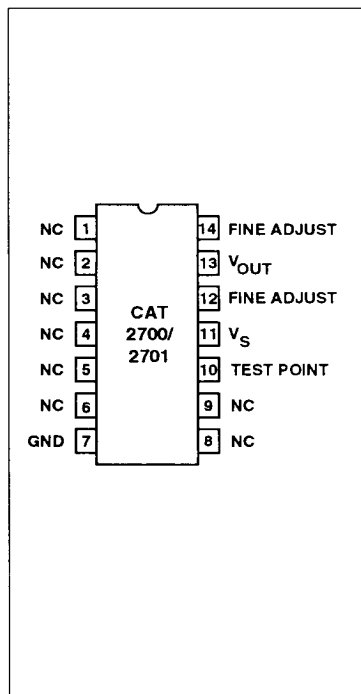 NC 1 14 FINE ADJUST
NC 2 13 VOUT
NC 3 12 FINE ADJUST
CAT
2700/
2701
NC 4 11 VS
NC 5 10 TEST POINT
NC 6 9 NC
GND 7 8 NC